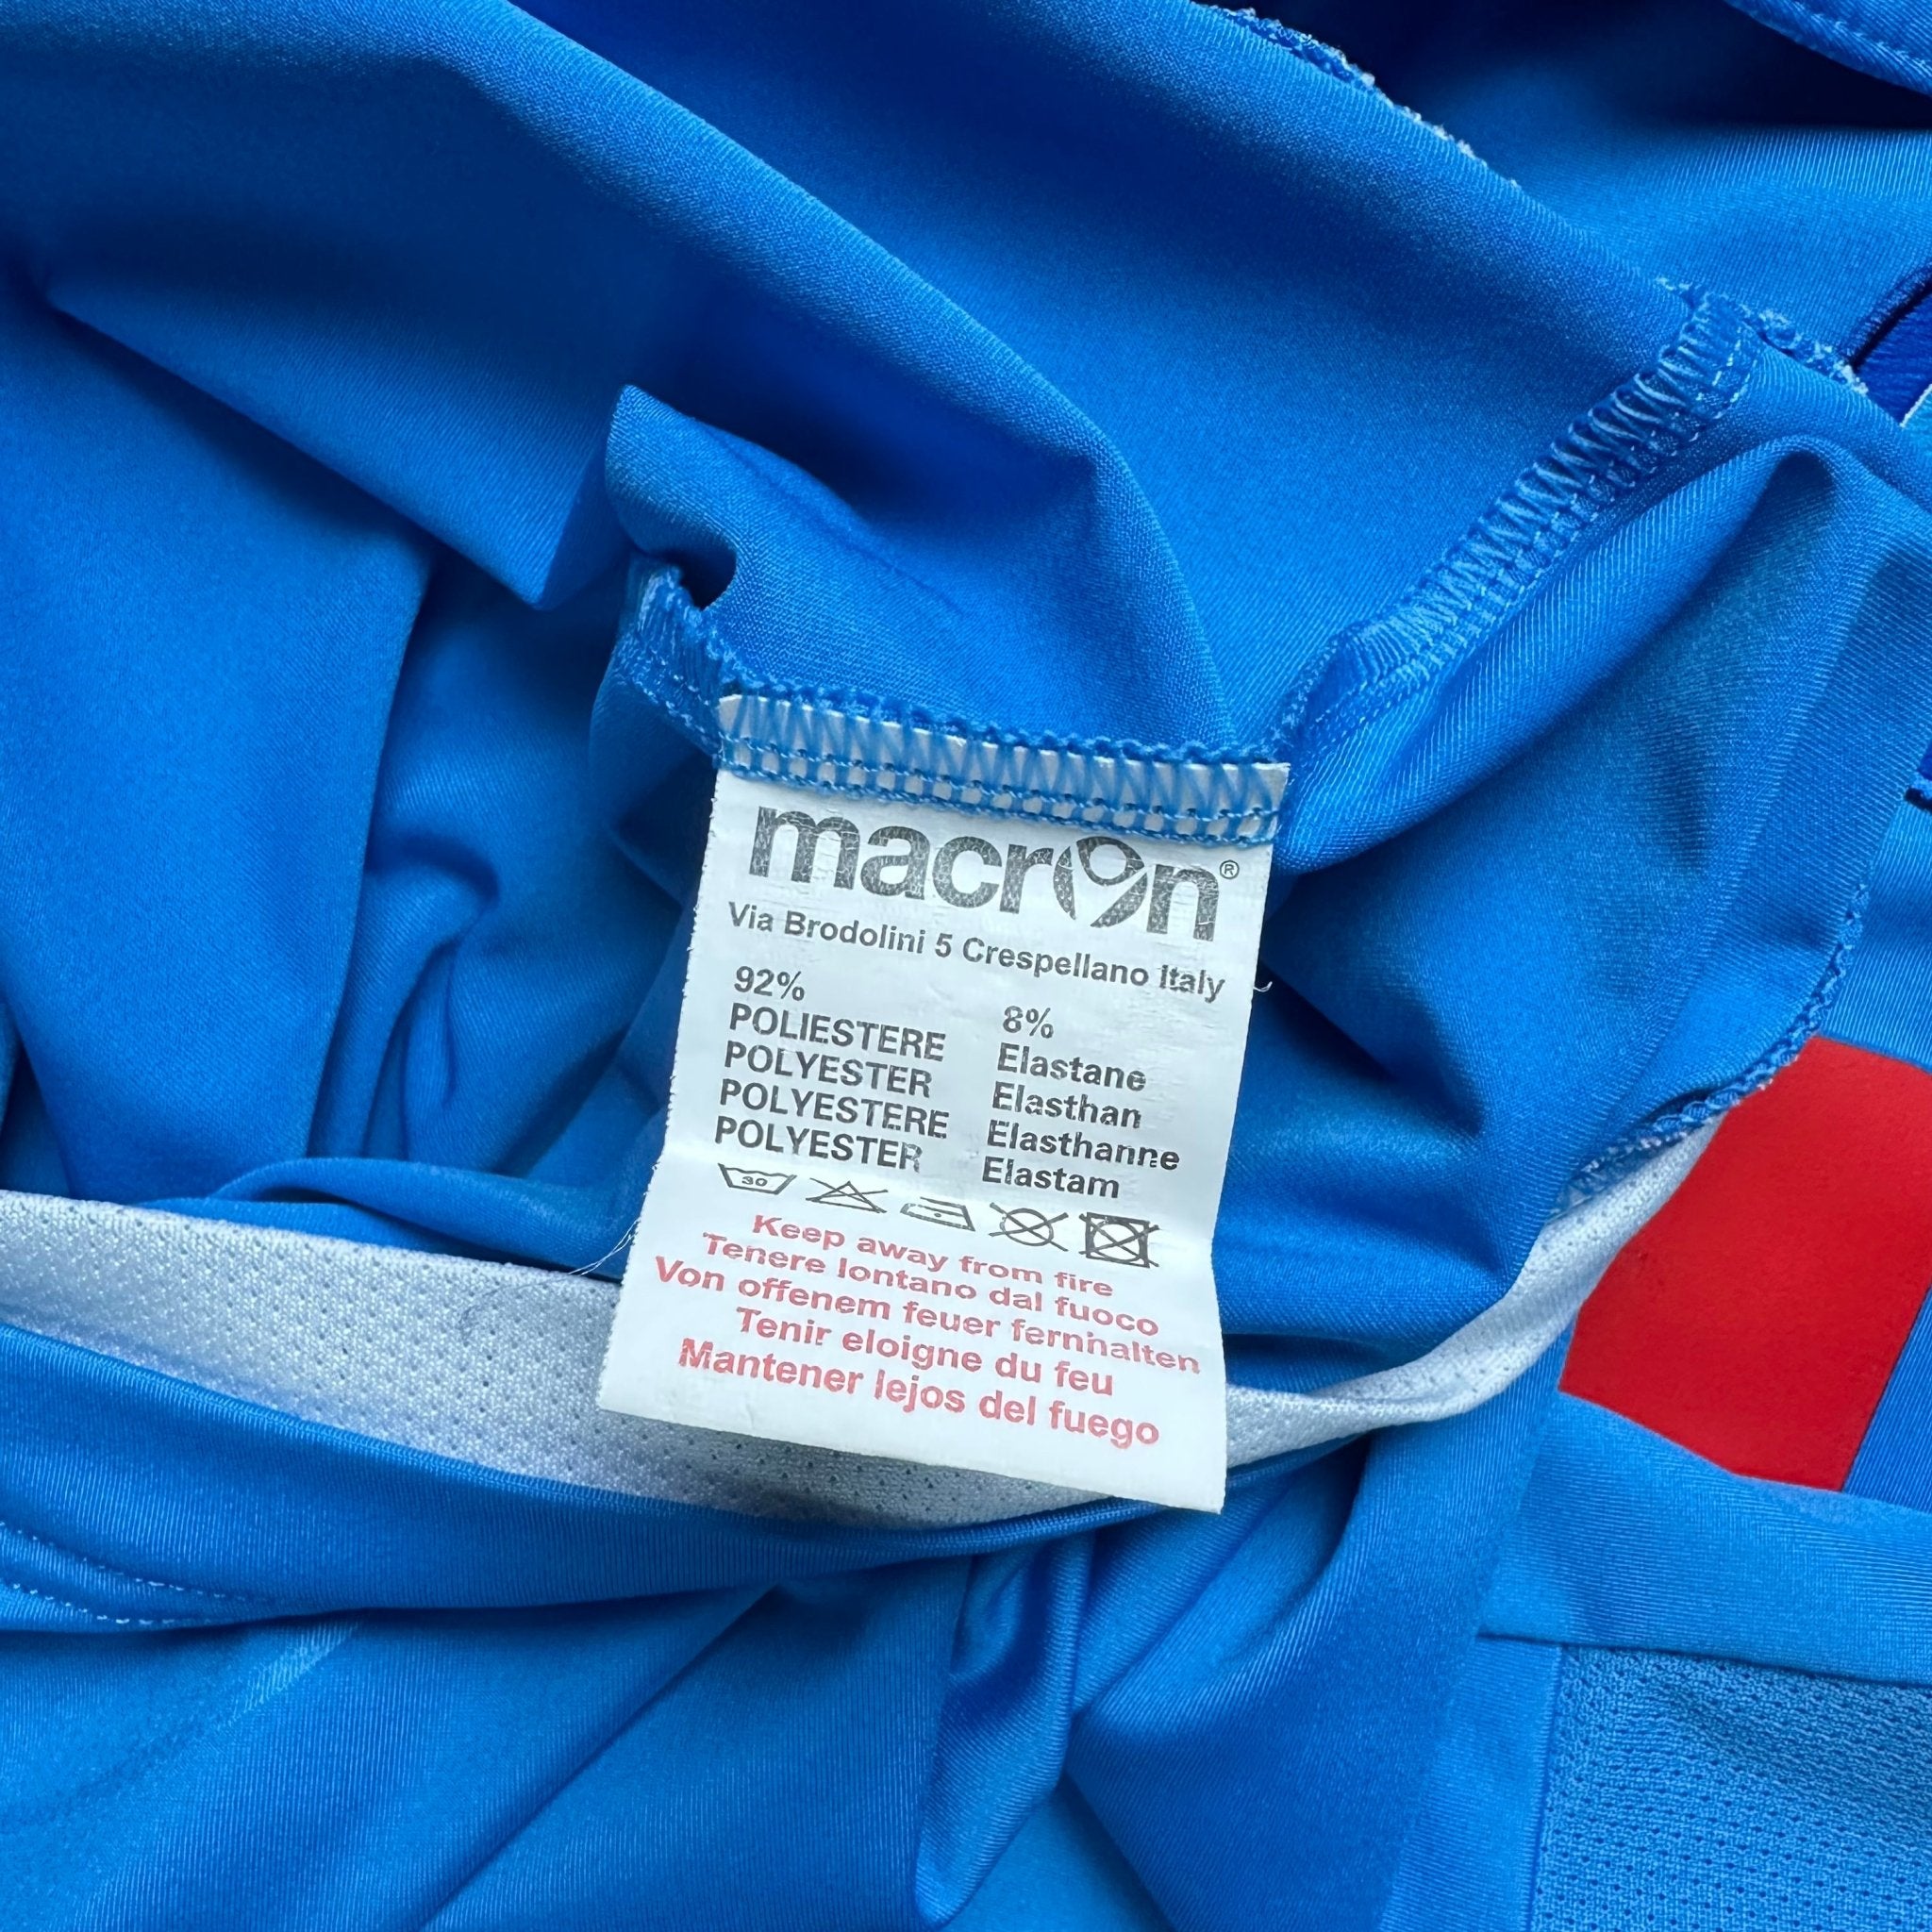 macron®
Via Brodolini 5 Crespellano Italy
92%
POLIESTERE
POLYESTER
POLYESTERE
POLYESTER
8%
Elastane
Elasthan
Elasthanne
Elastam
30
Keep away from fire
Tenere lontano dal fuoco
Von offenem feuer fernhalten
Tenir eloigne du feu
Mantener lejos del fuego